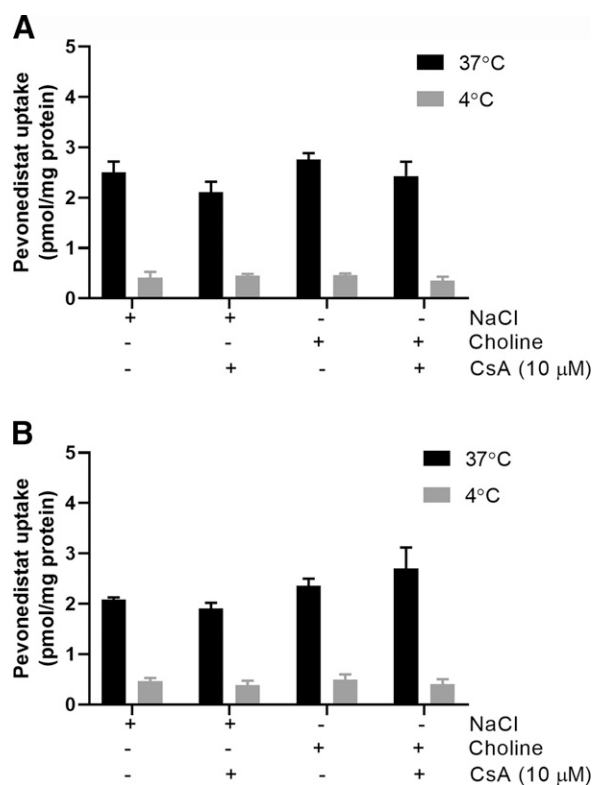 A
5
4
3
2
1
0
Pevonedistat uptake
(pmol/mg protein)
37°C
4°C
+ + - - NaCl
- - + + Choline
- + - + CsA (10 μM)
B
5
4
3
2
1
0
Pevonedistat uptake
(pmol/mg protein)
37°C
4°C
+ + - - NaCl
- - + + Choline
- + - + CsA (10 μM)